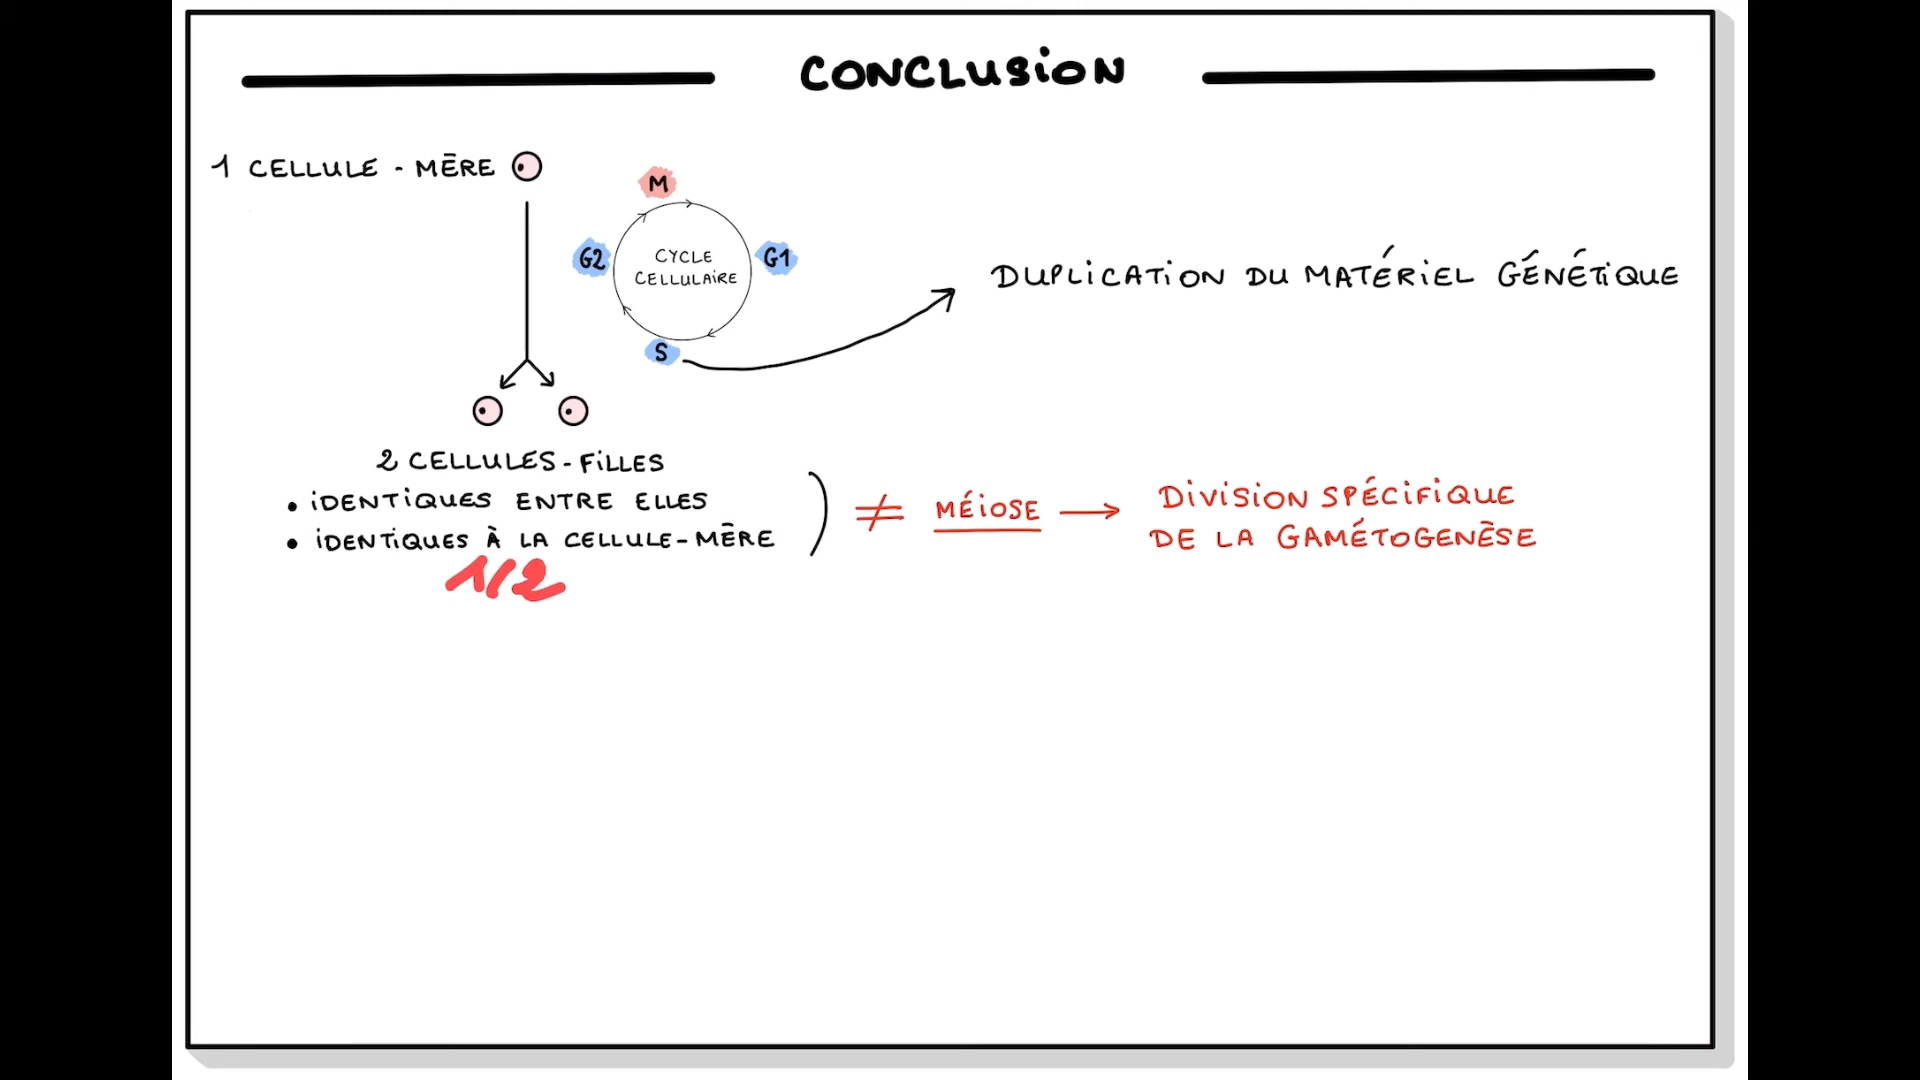 CONCLUSION
1 CELLULE - MÈRE
M
G2
CYCLE
CELLULAIRE
G1
S
DUPLICATION DU MATÉRIEL GÉNÉTIQUE
2 CELLULES - FILLES
• IDENTIQUES ENTRE ELLES
• IDENTIQUES À LA CELLULE - MÈRE
≠ MÉIOSE → DIVISION SPÉCIFIQUE
DE LA GAMÉTOGENÈSE
1/2